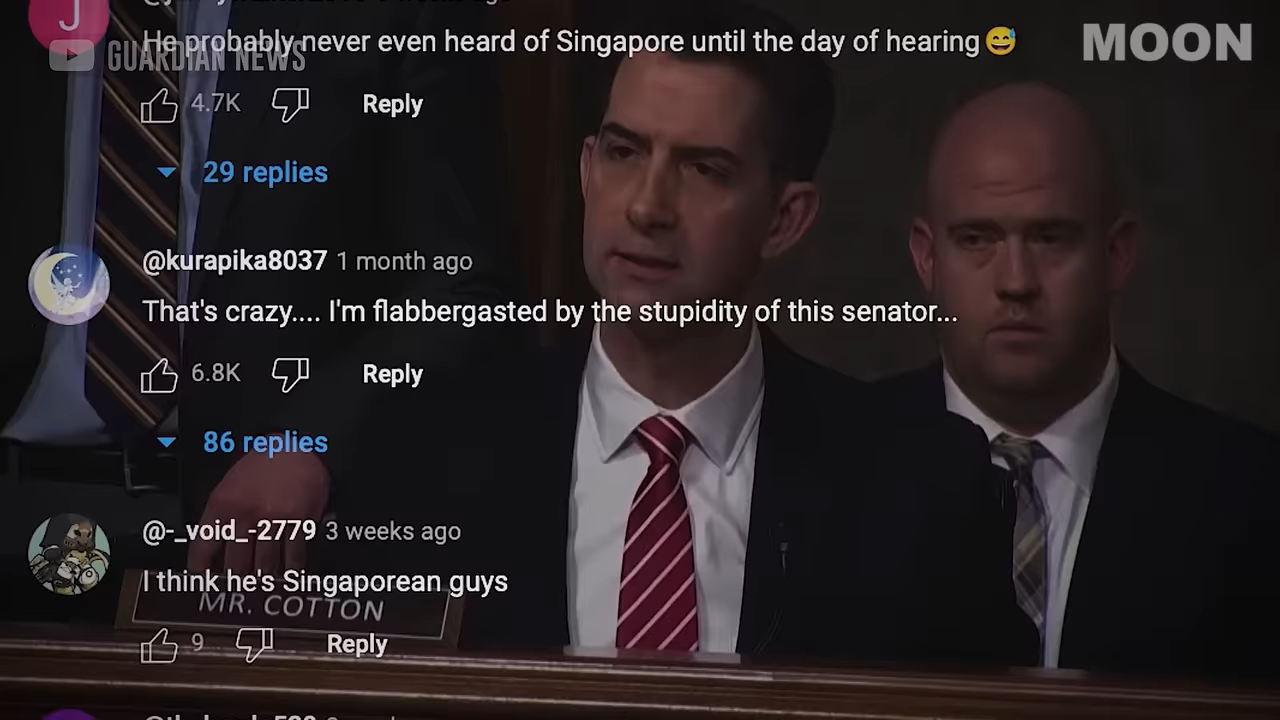 He probably never even heard of Singapore until the day of hearing😅
MOON
GUARDIAN NEWS
4.7K
Reply
29 replies
@kurapika8037 1 month ago
That's crazy.... I'm flabbergasted by the stupidity of this senator...
6.8K
Reply
86 replies
@-_void_-2779 3 weeks ago
I think he's Singaporean guys
MR. COTTON
9
Reply
J